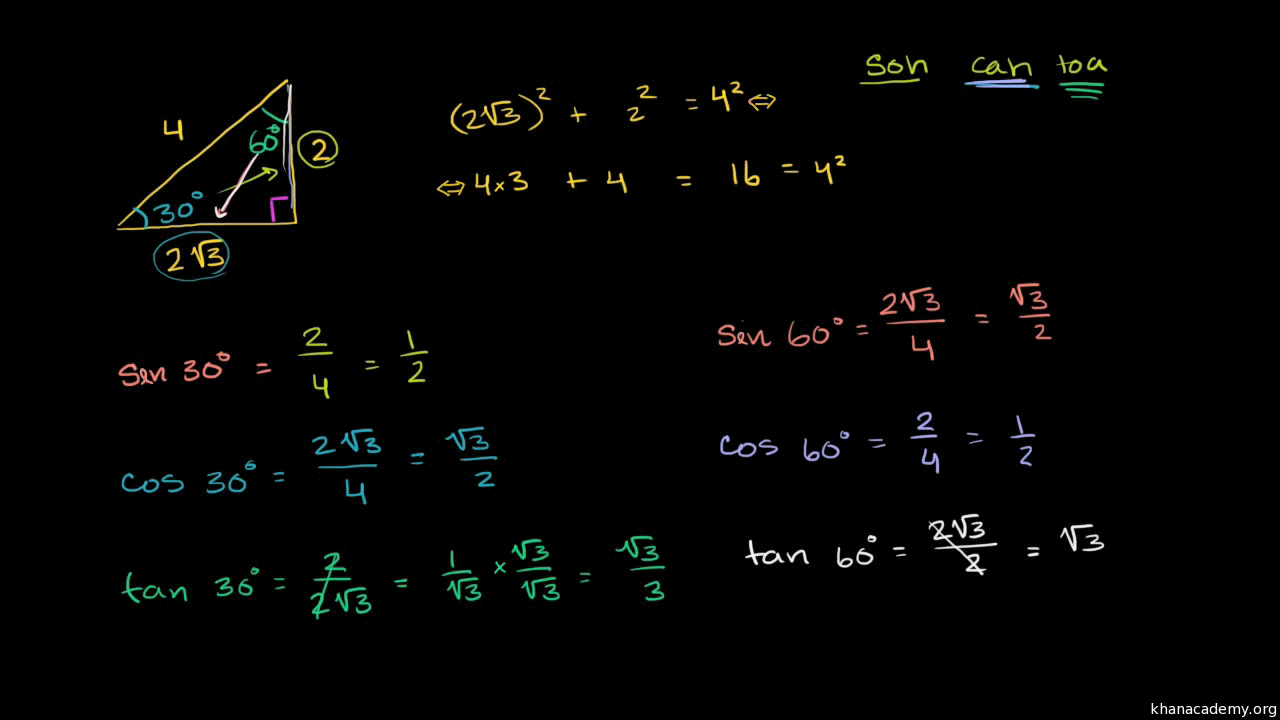 soh cah toa
4
60°
2
30°
2√3
(2√3)² + 2² = 4² ⇔
⇔ 4×3 + 4 = 16 = 4²
sen 30° = 2/4 = 1/2
cos 30° = 2√3/4 = √3/2
tan 30° = 2/2√3 = 1/√3 × √3/√3 = √3/3
sen 60° = 2√3/4 = √3/2
cos 60° = 2/4 = 1/2
tan 60° = 2√3/2 = √3
khanacademy.org